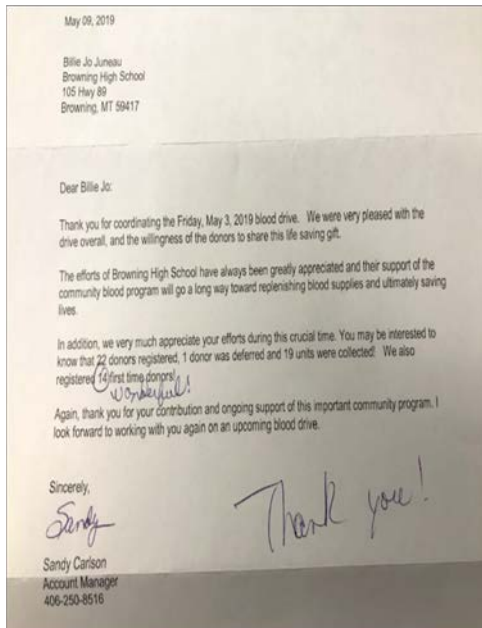 May 09, 2019
Billie Jo Juneau
Browning High School
105 Hwy 89
Browning, MT 59417
Dear Billie Jo:
Thank you for coordinating the Friday, May 3, 2019 blood drive. We were very pleased with the
drive overall, and the willingness of the donors to share this life saving gift.
The efforts of Browning High School have always been greatly appreciated and their support of the
community blood program will go a long way toward replenishing blood supplies and ultimately saving
lives.
In addition, we very much appreciate your efforts during this crucial time. You may be interested to
know that 22 donors registered, 1 donor was deferred and 19 units were collected! We also
registered 14 first time donors!
wonderful!
Again, thank you for your contribution and ongoing support of this important community program. I
look forward to working with you again on an upcoming blood drive.
Sincerely,
Sandy
Thank you!
Sandy Carlson
Account Manager
406-250-8516